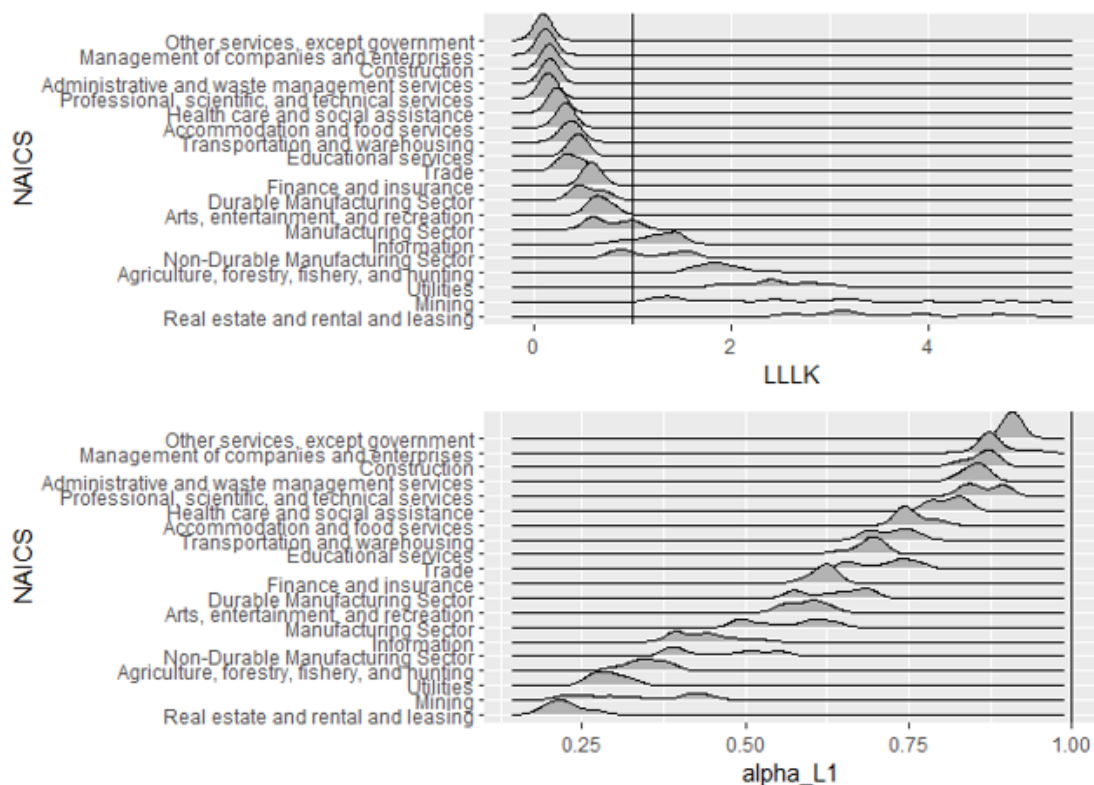 NAICS
Other services, except government
Management of companies and enterprises
Construction
Administrative and waste management services
Professional, scientific, and technical services
Health care and social assistance
Accommodation and food services
Transportation and warehousing
Educational services
Trade
Finance and insurance
Durable Manufacturing Sector
Arts, entertainment, and recreation
Manufacturing Sector
Information
Non-Durable Manufacturing Sector
Agriculture, forestry, fishery, and hunting
Utilities
Mining
Real estate and rental and leasing
0 2 4
LLLK
NAICS
Other services, except government
Management of companies and enterprises
Construction
Administrative and waste management services
Professional, scientific, and technical services
Health care and social assistance
Accommodation and food services
Transportation and warehousing
Educational services
Trade
Finance and insurance
Durable Manufacturing Sector
Arts, entertainment, and recreation
Manufacturing Sector
Information
Non-Durable Manufacturing Sector
Agriculture, forestry, fishery, and hunting
Utilities
Mining
Real estate and rental and leasing
0.25 0.50 0.75 1.00
alpha_L1